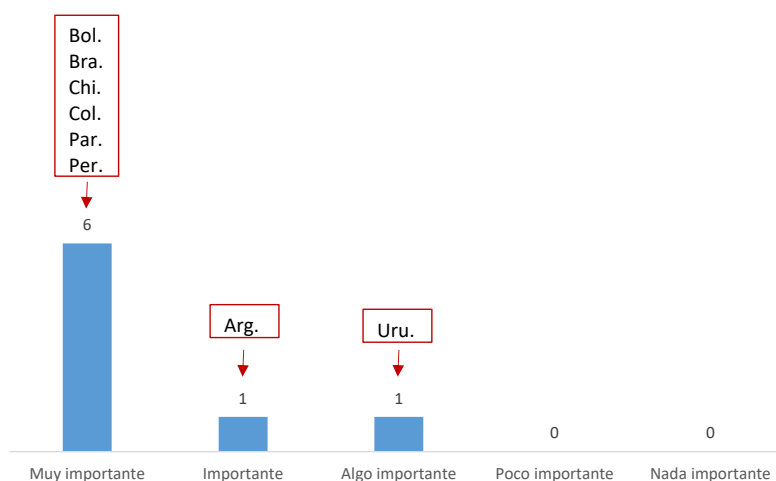 Bol.
Bra.
Chi.
Col.
Par.
Per.
6
Arg.
Uru.
1
1
0
0
Muy importante
Importante
Algo importante
Poco importante
Nada importante